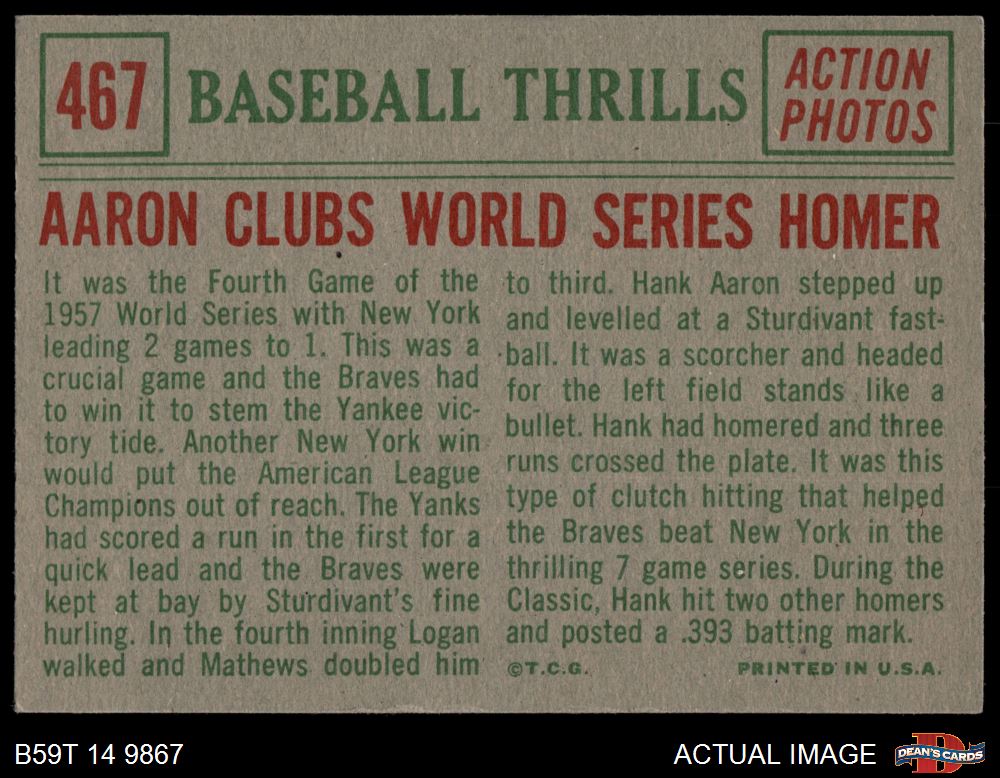 467
BASEBALL THRILLS
ACTION
PHOTOS
AARON CLUBS WORLD SERIES HOMER
It was the Fourth Game of the
1957 World Series with New York
leading 2 games to 1. This was a
crucial game and the Braves had
to win it to stem the Yankee vic-
tory tide. Another New York win
would put the American League
Champions out of reach. The Yanks
had scored a run in the first for a
quick lead and the Braves were
kept at bay by Sturdivant's fine
hurling. In the fourth inning Logan
walked and Mathews doubled him
to third. Hank Aaron stepped up
and levelled at a Sturdivant fast-
ball. It was a scorcher and headed
for the left field stands like a
bullet. Hank had homered and three
runs crossed the plate. It was this
type of clutch hitting that helped
the Braves beat New York in the
thrilling 7 game series. During the
Classic, Hank hit two other homers
and posted a .393 batting mark.
©T.C.G. PRINTED IN U.S.A.
B59T 14 9867
ACTUAL IMAGE
D
DEAN'S CARDS